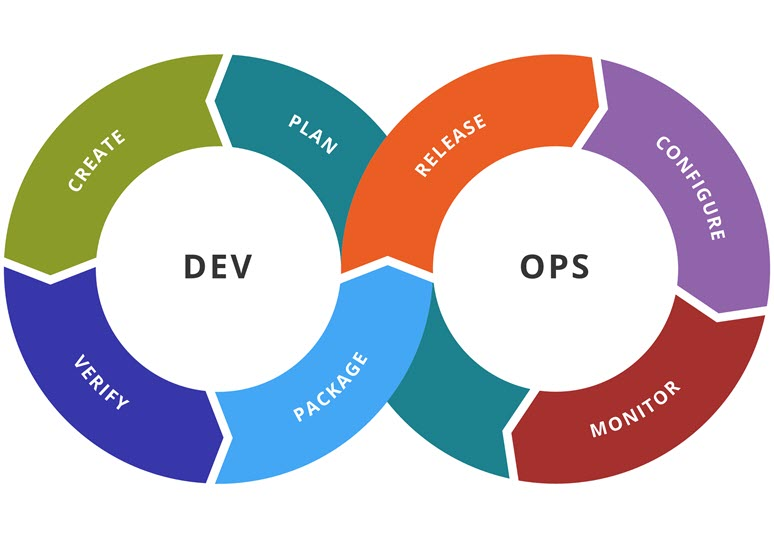 CREATE
PLAN
RELEASE
CONFIGURE
DEV
OPS
VERIFY
PACKAGE
MONITOR